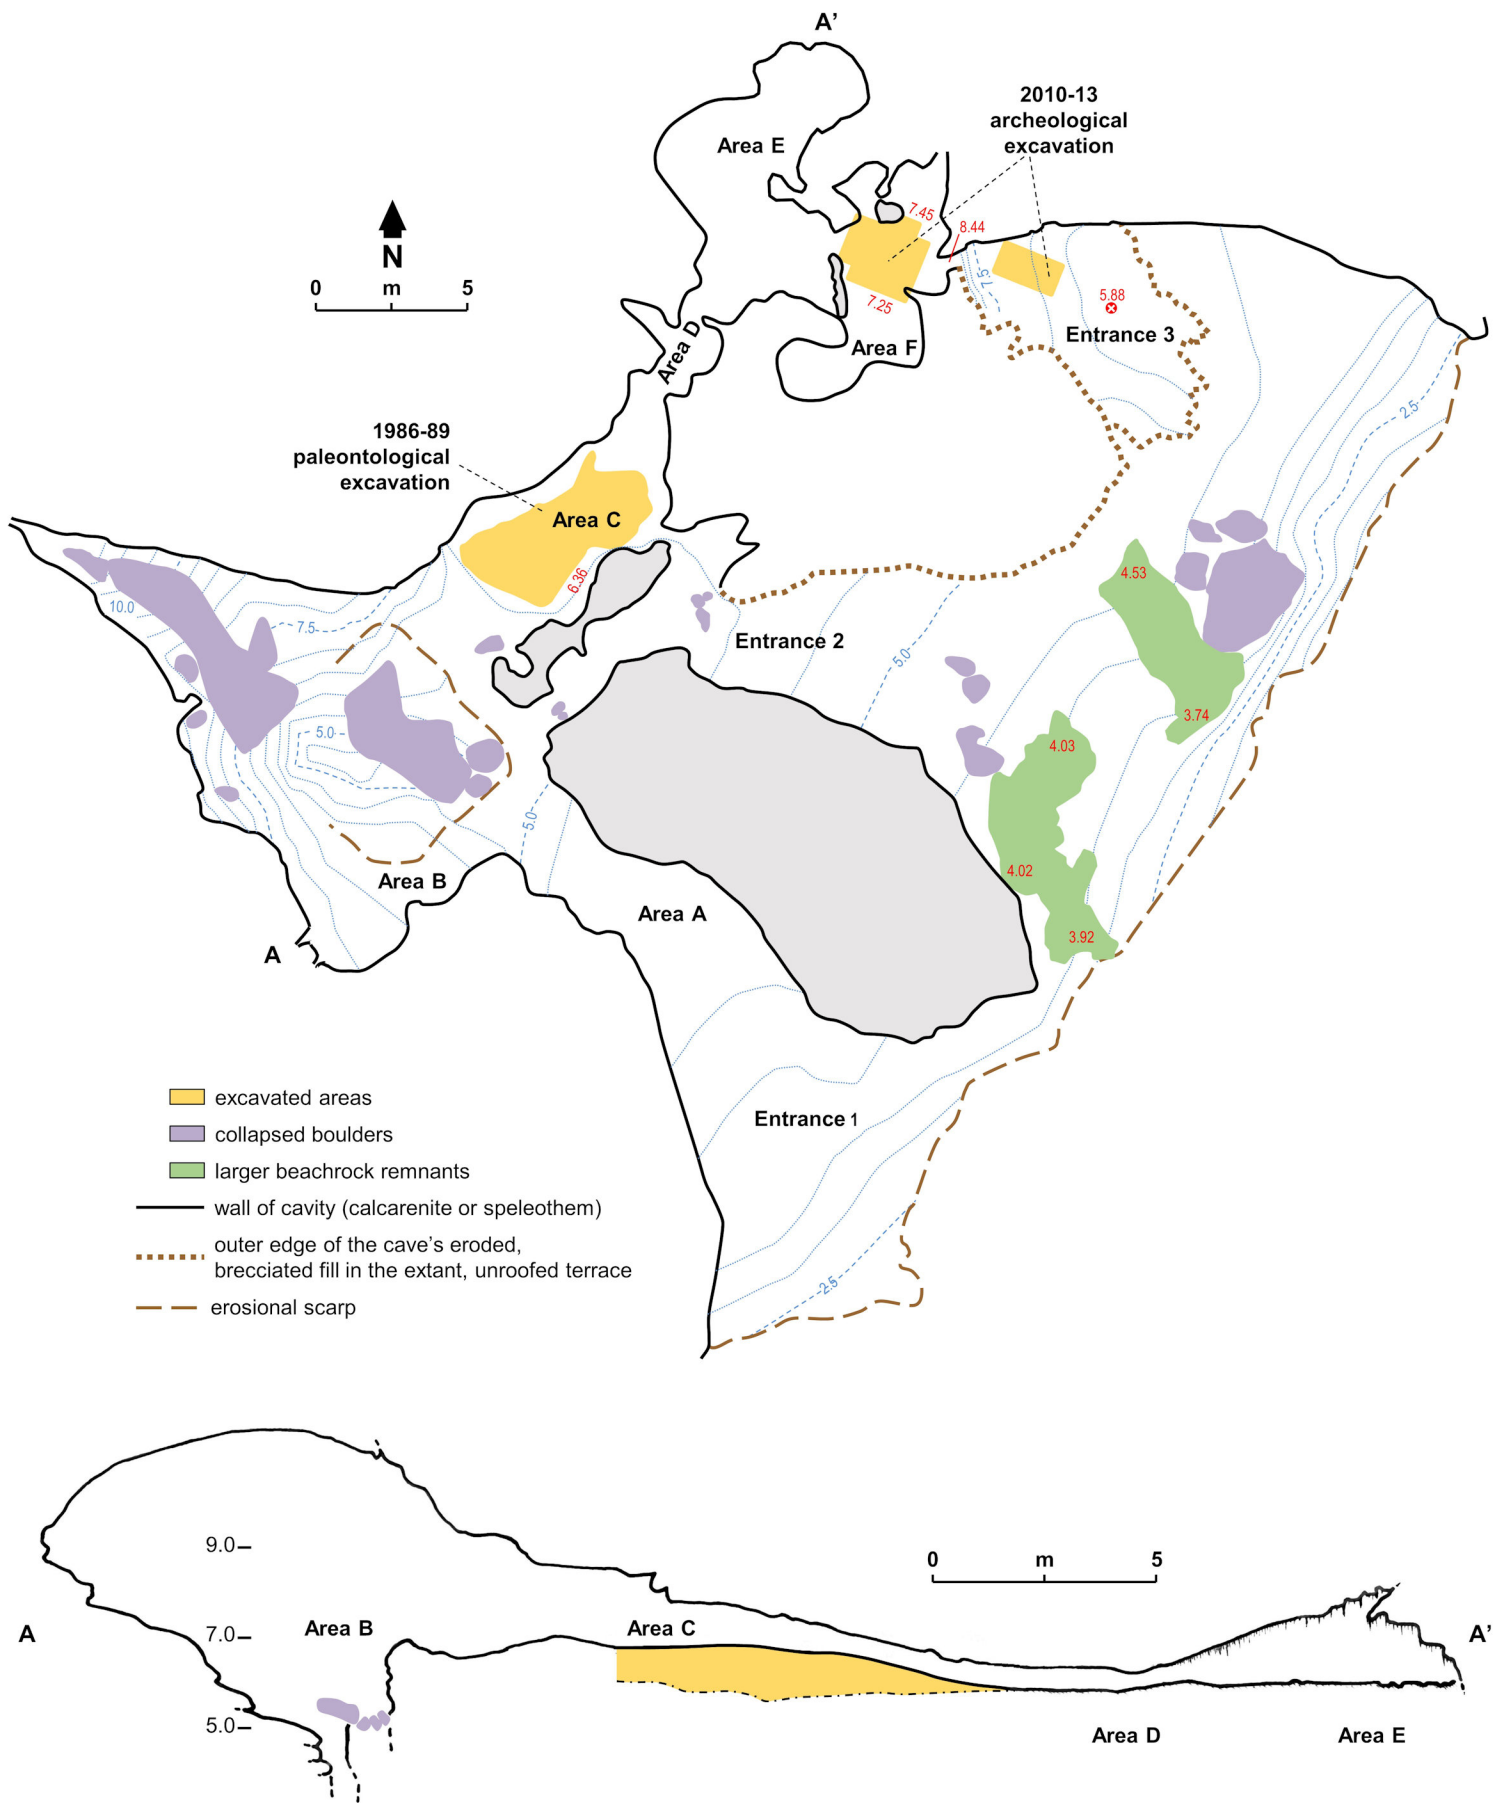 A’
2010-13
archeological
excavation
Area E
7.45
8.44
N
0 m 5
7.5
7.25
5.88
Entrance 3
Area D
Area F
2.5
1986-89
paleontological
excavation
Area C
6.36
4.53
10.0
7.5
Entrance 2
5.0
3.74
5.0
4.03
5.0
4.02
Area B
Area A
3.92
A
excavated areas
Entrance 1
collapsed boulders
larger beachrock remnants
wall of cavity (calcarenite or speleothem)
outer edge of the cave’s eroded,
brecciated fill in the extant, unroofed terrace
2.5
erosional scarp
9.0
0 m 5
A
Area B
7.0
Area C
A’
5.0
Area D
Area E